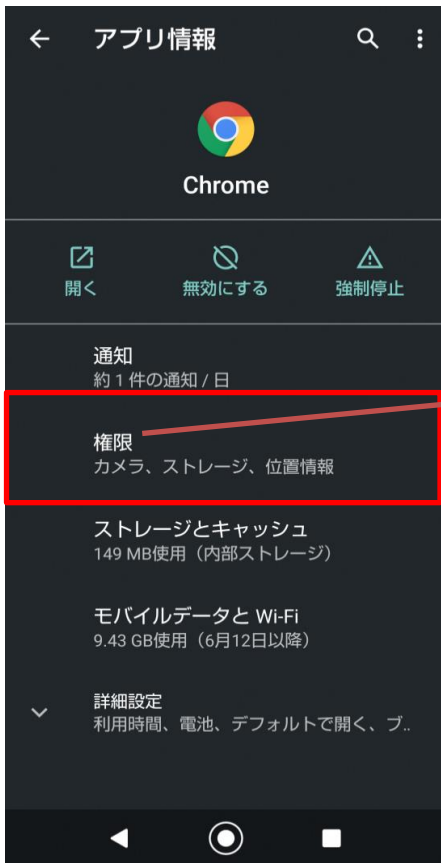 アプリ情報
Chrome
開く
無効にする
強制停止
通知
約 1 件の通知 / 日
権限
カメラ、ストレージ、位置情報
ストレージとキャッシュ
149 MB使用（内部ストレージ）
モバイルデータと Wi-Fi
9.43 GB使用（6月12日以降）
詳細設定
利用時間、電池、デフォルトで開く、ブ..